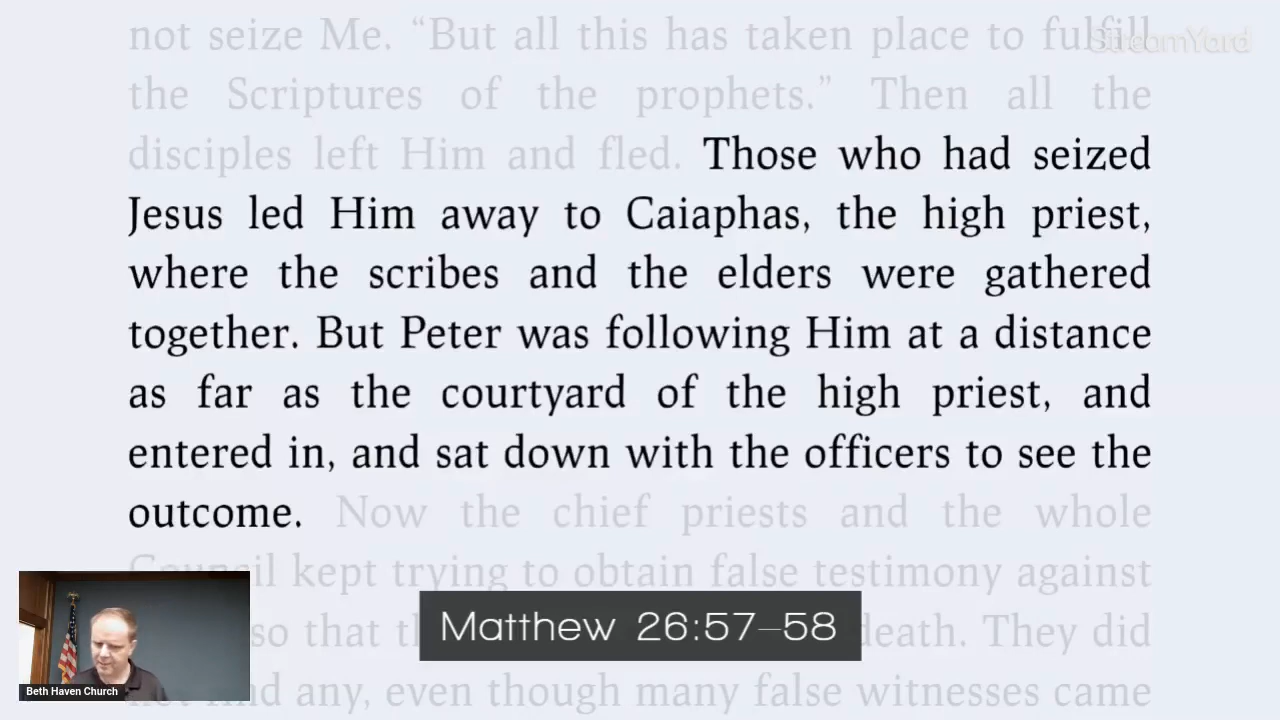 not seize Me. “But all this has taken place to fulfill
StreamYard
the Scriptures of the prophets.” Then all the
disciples left Him and fled. Those who had seized
Jesus led Him away to Caiaphas, the high priest,
where the scribes and the elders were gathered
together. But Peter was following Him at a distance
as far as the courtyard of the high priest, and
entered in, and sat down with the officers to see the
outcome. Now the chief priests and the whole
Council kept trying to obtain false testimony against
so that death. They did
Matthew 26:57–58
find any, even though many false witnesses came
Beth Haven Church